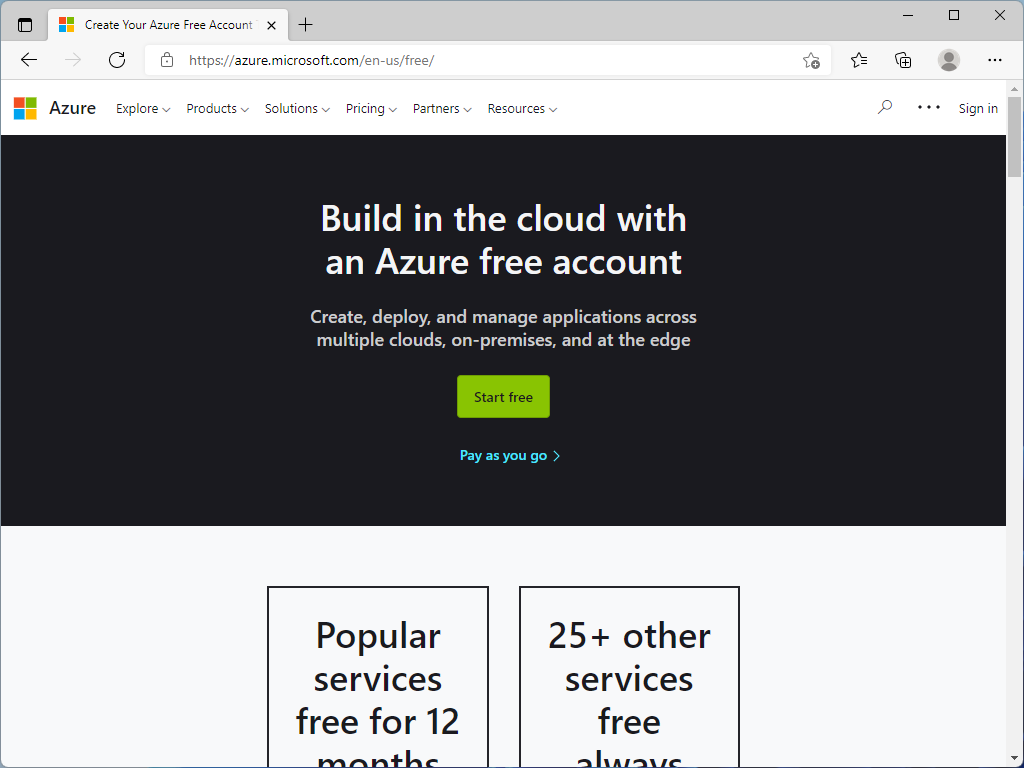 Create Your Azure Free Account
https://azure.microsoft.com/en-us/free/
Azure Explore Products Solutions Pricing Partners Resources Sign in
Build in the cloud with
an Azure free account
Create, deploy, and manage applications across
multiple clouds, on-premises, and at the edge
Start free
Pay as you go
Popular
services
free for 12
months
25+ other
services
free
always